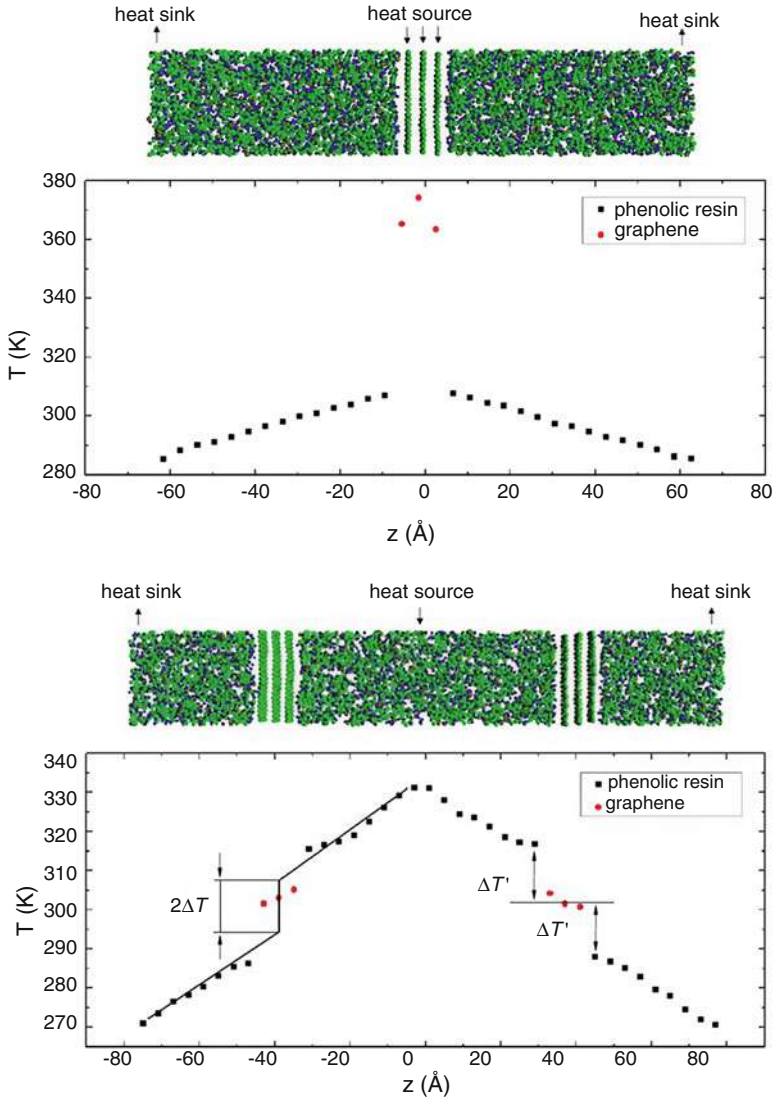 heat sink
heat source
heat sink
380
360
340
320
300
280
T (K)
phenolic resin
graphene
-80
-60
-40
-20
0
20
40
60
80
z (Å)
heat sink
heat source
heat sink
340
330
320
310
300
290
280
270
T (K)
phenolic resin
graphene
2ΔT
ΔT'
ΔT'
-80
-60
-40
-20
0
20
40
60
80
z (Å)